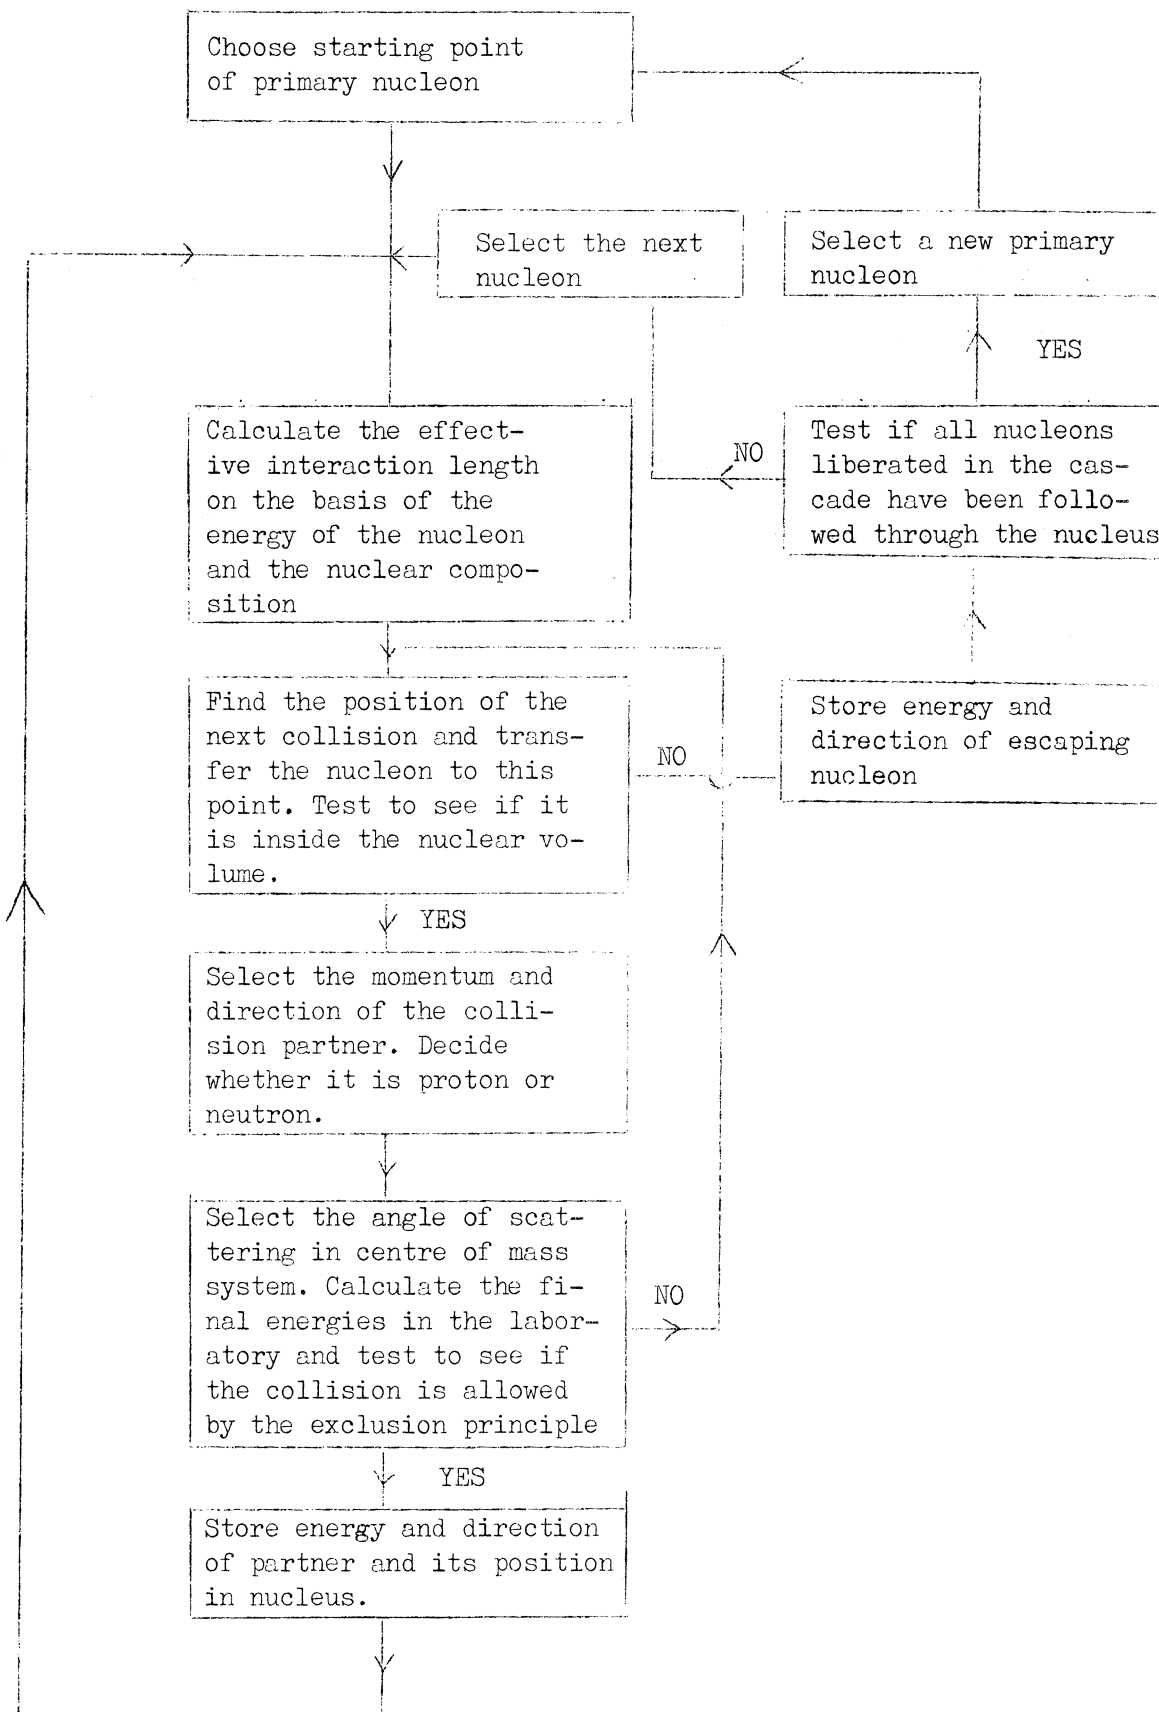 Choose starting point
of primary nucleon
Select the next
nucleon
Select a new primary
nucleon
YES
Calculate the effect-
ive interaction length
on the basis of the
energy of the nucleon
and the nuclear compo-
sition
NO
Test if all nucleons
liberated in the cas-
cade have been follo-
wed through the nucleus
Find the position of the
next collision and trans-
fer the nucleon to this
point. Test to see if it
is inside the nuclear vo-
lume.
NO
Store energy and
direction of escaping
nucleon
YES
Select the momentum and
direction of the colli-
sion partner. Decide
whether it is proton or
neutron.
Select the angle of scat-
tering in centre of mass
system. Calculate the fi-
nal energies in the labor-
atory and test to see if
the collision is allowed
by the exclusion principle
NO
YES
Store energy and direction
of partner and its position
in nucleus.